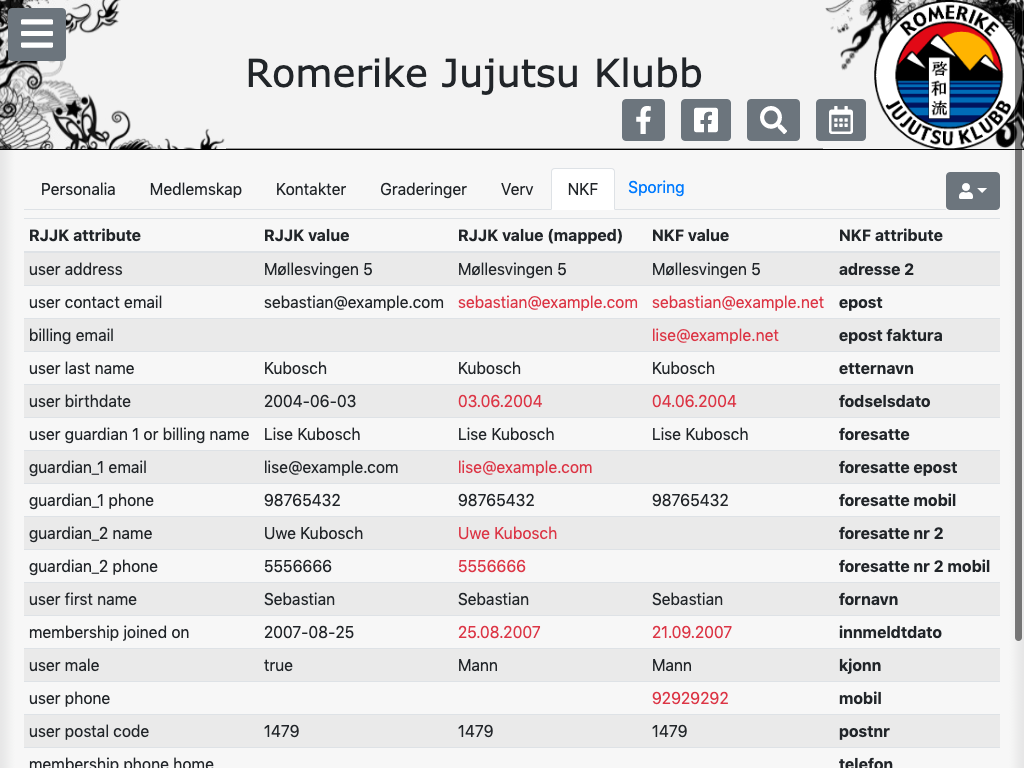 Romerike Jujutsu Klubb
ROMERIKE
啓和流
JUJUTSU KLUBB
Personalia Medlemskap Kontakter Graderinger Verv NKF Sporing
RJJK attribute RJJK value RJJK value (mapped) NKF value NKF attribute
user address Møllesvingen 5 Møllesvingen 5 Møllesvingen 5 adresse 2
user contact email sebastian@example.com sebastian@example.com sebastian@example.net epost
billing email lise@example.net epost faktura
user last name Kubosch Kubosch Kubosch etternavn
user birthdate 2004-06-03 03.06.2004 04.06.2004 fodselsdato
user guardian 1 or billing name Lise Kubosch Lise Kubosch Lise Kubosch foresatte
guardian_1 email lise@example.com lise@example.com foresatte epost
guardian_1 phone 98765432 98765432 98765432 foresatte mobil
guardian_2 name Uwe Kubosch Uwe Kubosch foresatte nr 2
guardian_2 phone 5556666 5556666 foresatte nr 2 mobil
user first name Sebastian Sebastian Sebastian fornavn
membership joined on 2007-08-25 25.08.2007 21.09.2007 innmeldtdato
user male true Mann Mann kjonn
user phone 92929292 mobil
user postal code 1479 1479 1479 postnr
membership phone home telefon